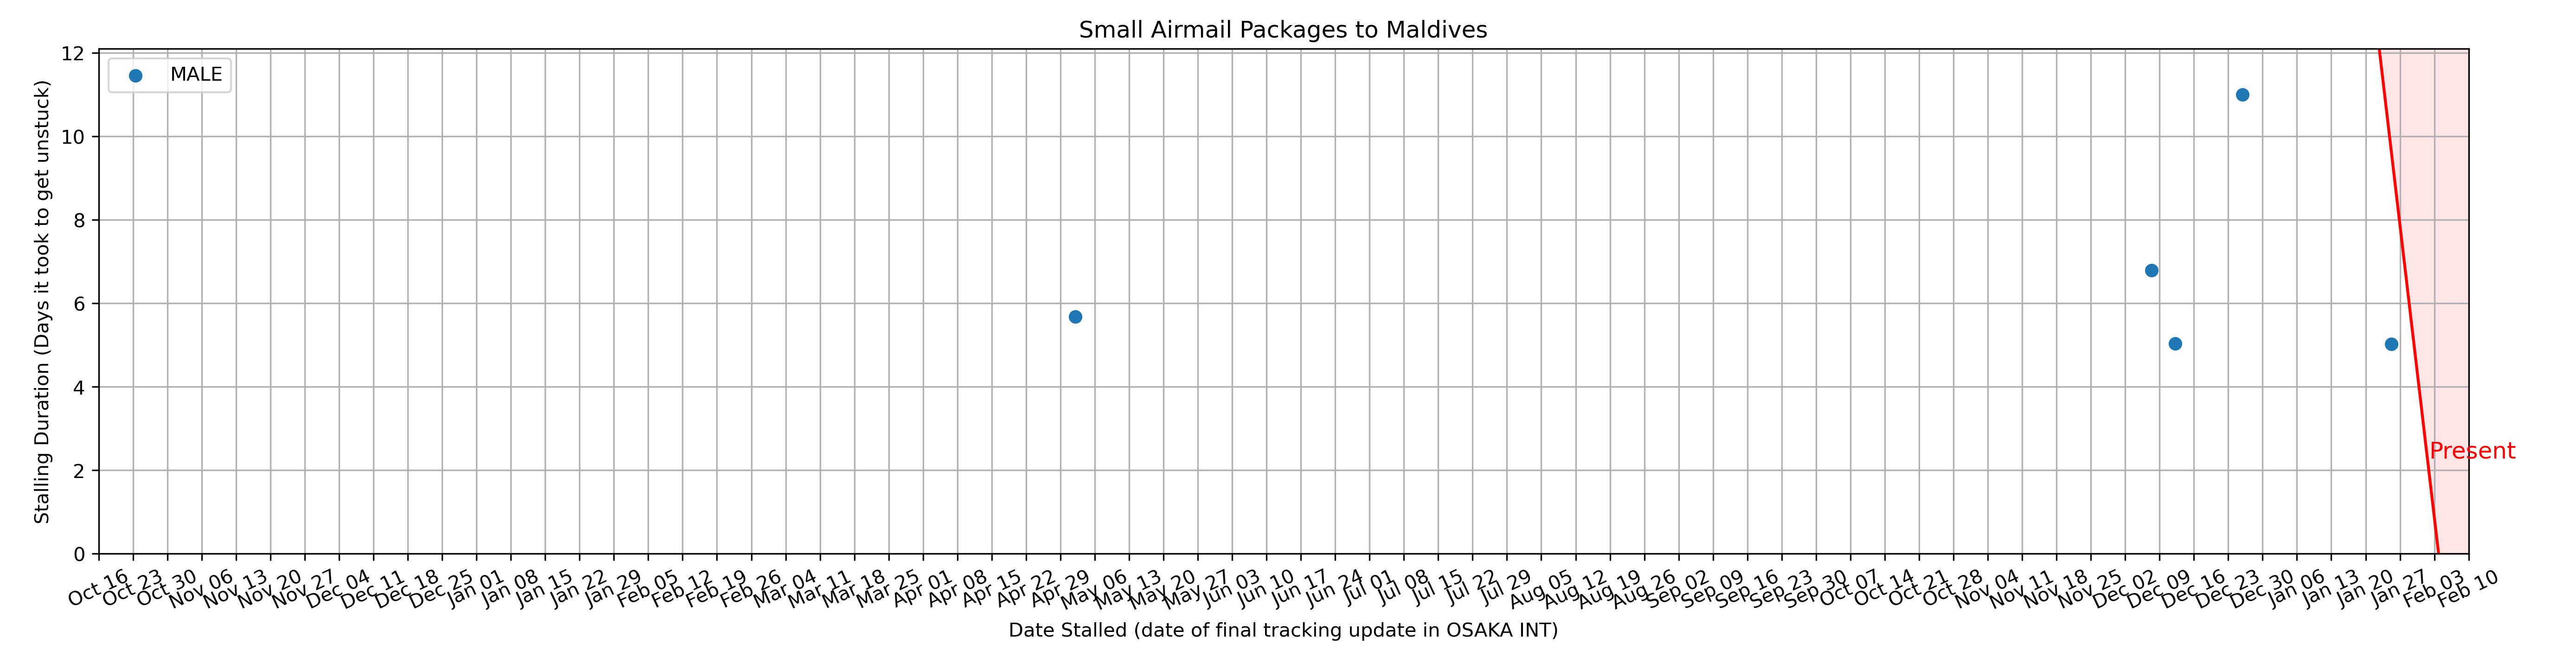 Small Airmail Packages to Maldives
MALE
Stalling Duration (Days it took to get unstuck)
12
10
8
6
4
2
0
Present
Oct 16 Oct 23 Oct 30 Nov 06 Nov 13 Nov 20 Nov 27 Dec 04 Dec 11 Dec 18 Dec 25 Jan 01 Jan 08 Jan 15 Jan 22 Jan 29 Feb 05 Feb 12 Feb 19 Feb 26 Mar 04 Mar 11 Mar 18 Mar 25 Apr 01 Apr 08 Apr 15 Apr 22 Apr 29 May 06 May 13 May 20 May 27 Jun 03 Jun 10 Jun 17 Jun 24 Jul 01 Jul 08 Jul 15 Jul 22 Jul 29 Aug 05 Aug 12 Aug 19 Aug 26 Sep 02 Sep 09 Sep 16 Sep 23 Sep 30 Oct 07 Oct 14 Oct 21 Oct 28 Nov 04 Nov 11 Nov 18 Nov 25 Dec 02 Dec 09 Dec 16 Dec 23 Dec 30 Jan 06 Jan 13 Jan 20 Jan 27 Feb 03 Feb 10
Date Stalled (date of final tracking update in OSAKA INT)